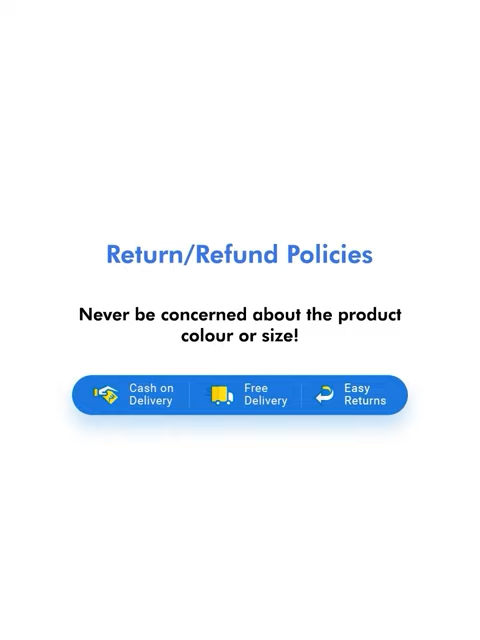 Return/Refund Policies
Never be concerned about the product
colour or size!
Cash on
Delivery
Free
Delivery
Easy
Returns